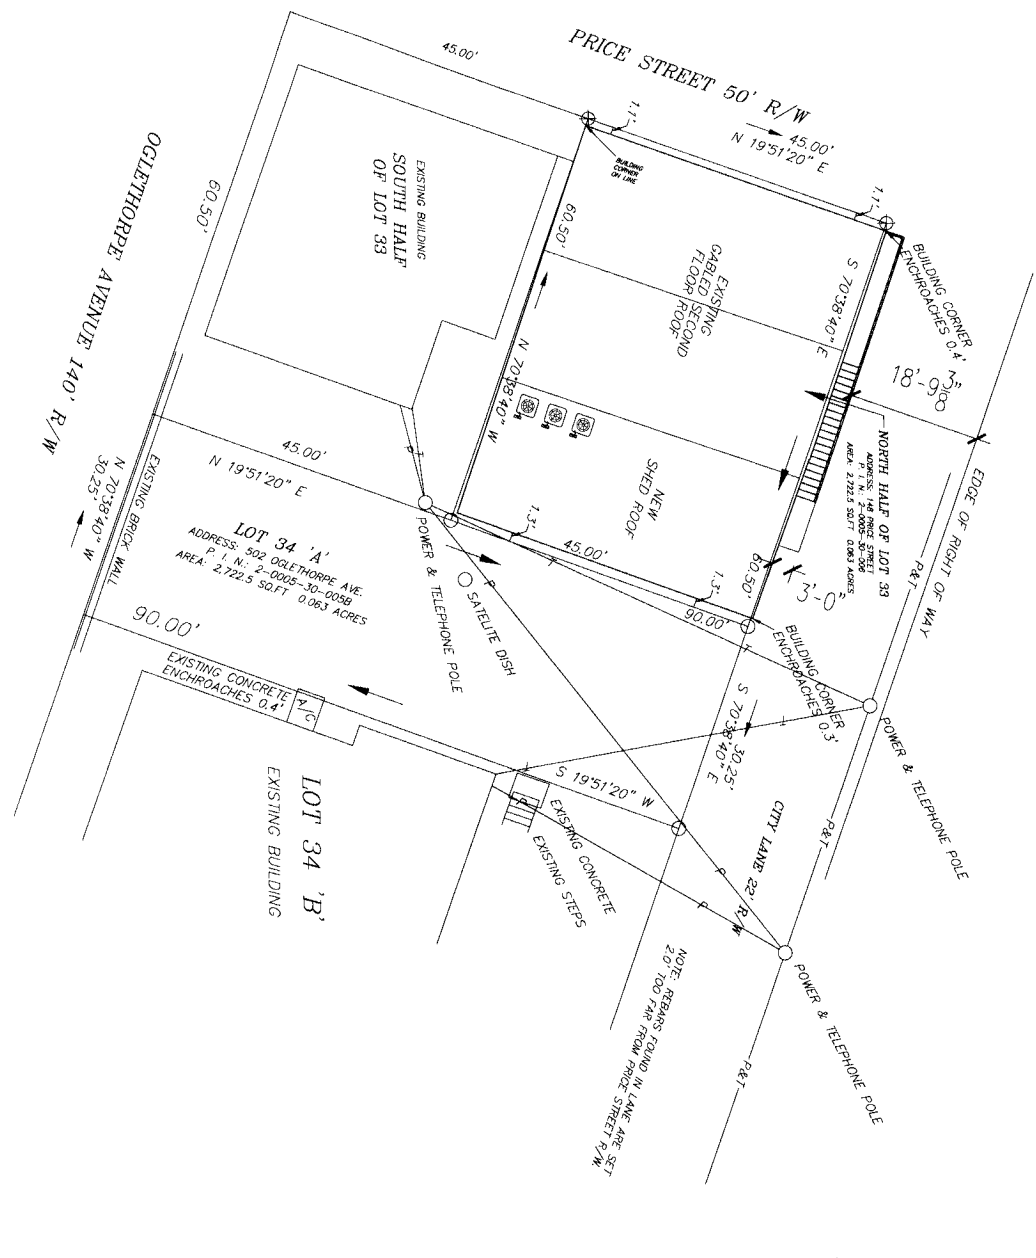 PRICE STREET 50' R/W
45.00'
N 19°51'20" E
45.00'
1.1'
1.1'
BUILDING
CORNER
ON LINE
BUILDING CORNER
ENCHROACHES 0.4'
OGLETHORPE AVENUE 140' R/W
60.50'
EXISTING BUILDING
SOUTH HALF
OF LOT 33
60.50'
N 70°38'40" W
EXISTING
GABLED SECOND
FLOOR ROOF
S 70°38'40" E
60.50'
18'-9 3/8"
NORTH HALF OF LOT 33
ADDRESS: 148 PRICE STREET
P. I. N.: 2-0005-30-006
AREA: 2,722.5 SQ.FT 0.063 ACRES
EDGE OF RIGHT OF WAY
P&T
NEW
SHED ROOF
3'-0"
1.3'
45.00'
1.3'
90.00'
45.00'
N 19°51'20" E
N 70°38'40" W
30.25'
EXISTING BRICK WALL
LOT 34 'A'
ADDRESS: 502 OGLETHORPE AVE.
P. I. N.: 2-0005-30-005B
AREA: 2,722.5 SQ.FT 0.063 ACRES
90.00'
POWER & TELEPHONE POLE
SATELITE DISH
BUILDING CORNER
ENCHROACHES 0.3'
EXISTING CONCRETE
ENCHROACHES 0.4'
A/C
P
P
P
P
P
S 19°51'20" W
30.25'
S 70°38'40" E
POWER & TELEPHONE POLE
P&T
CITY LANE 22' R/W
LOT 34 'B'
EXISTING BUILDING
EXISTING CONCRETE
EXISTING STEPS
NOTE: REBARS FOUND IN LANE ARE SET
2.0' TOO FAR FROM PRICE STREET R/W.
POWER & TELEPHONE POLE
P&T